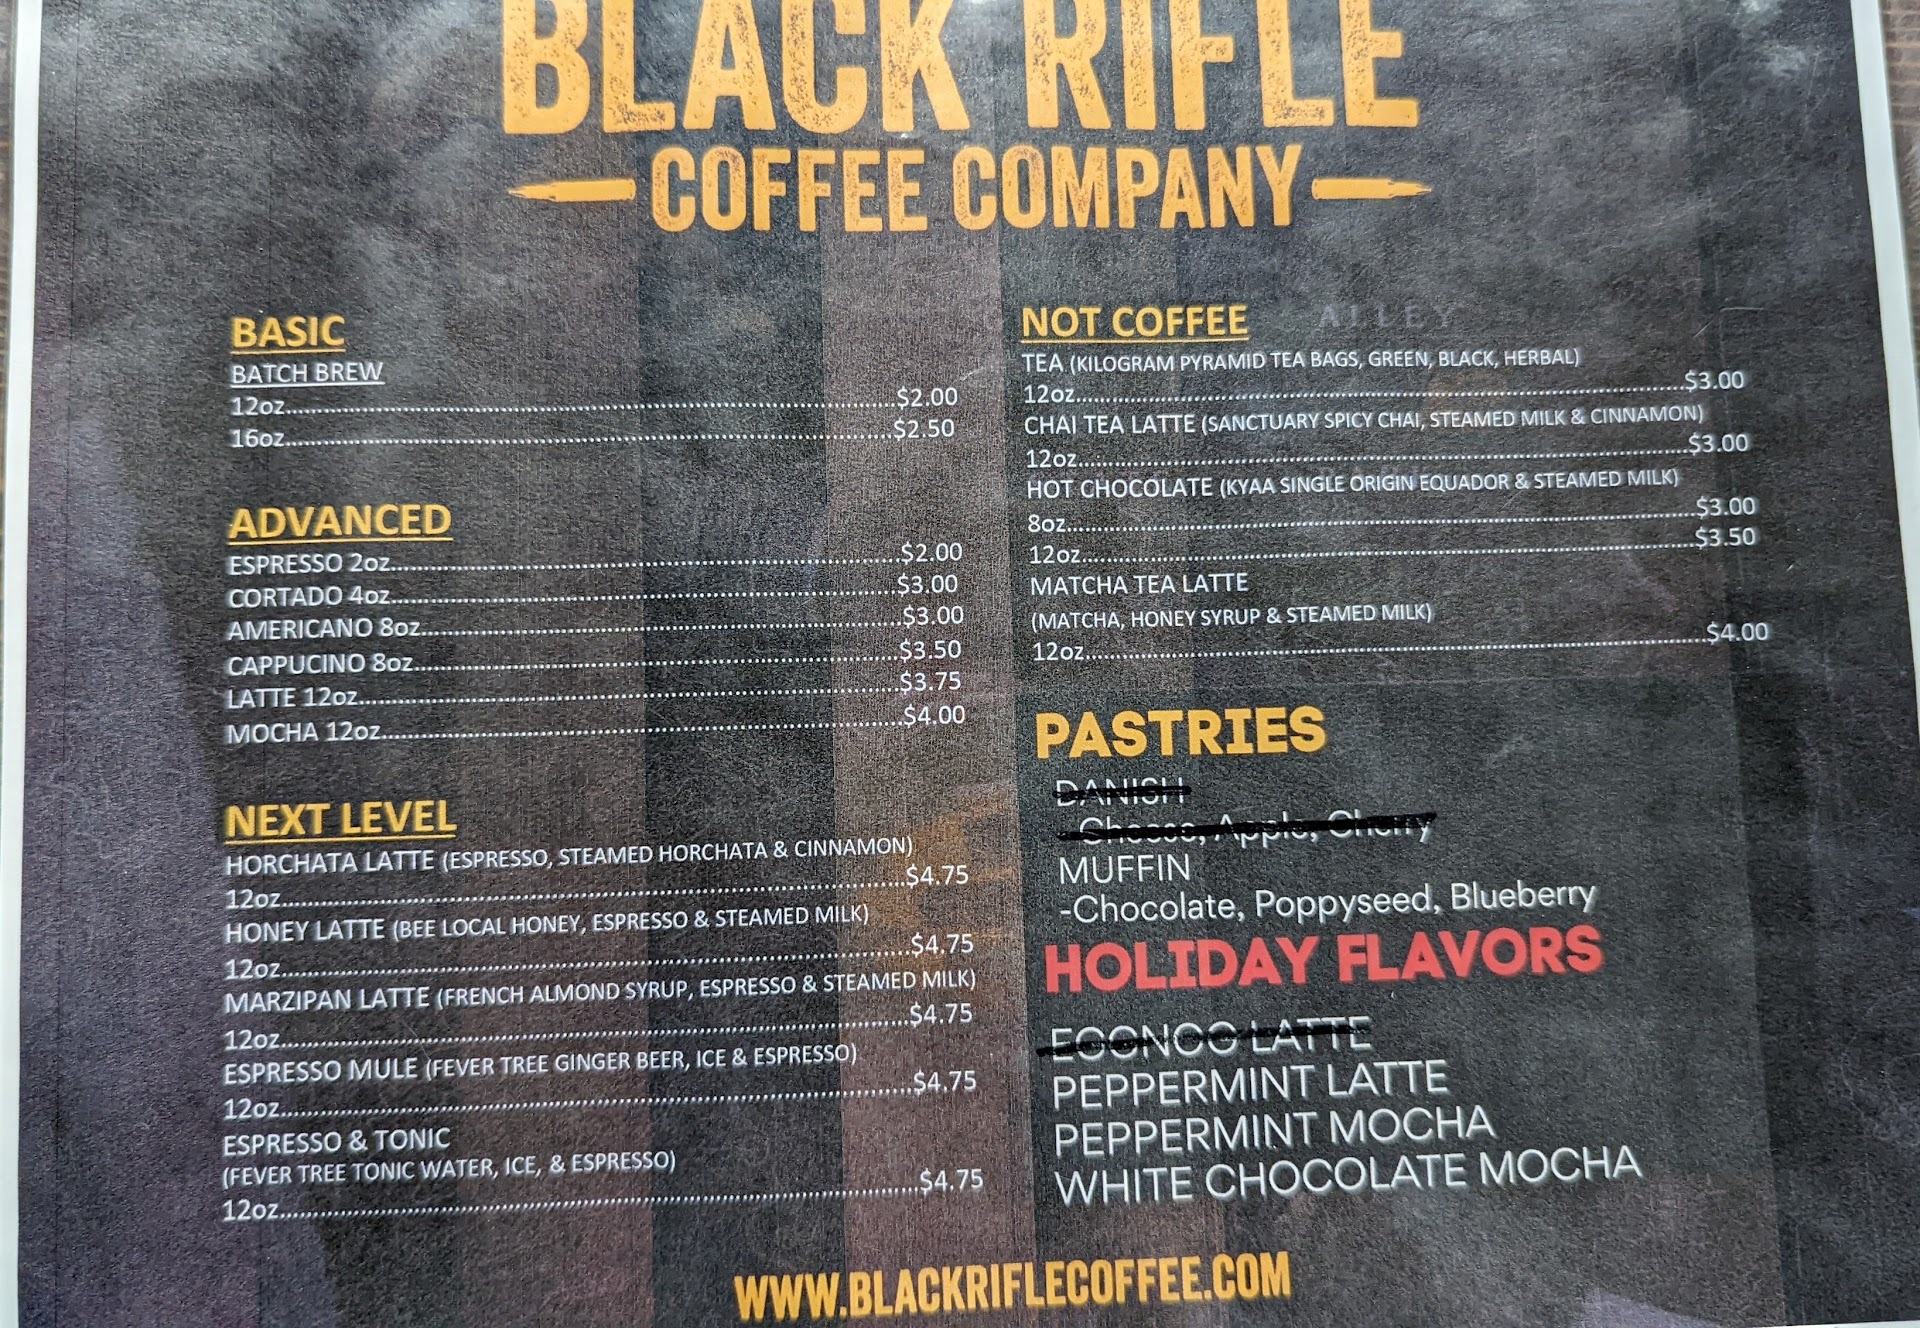 BLACK RIFLE
COFFEE COMPANY
BASIC
BATCH BREW
12oz.....$2.00
16oz.....$2.50
ADVANCED
ESPRESSO 2oz.....$2.00
CORTADO 4oz.....$3.00
AMERICANO 8oz.....$3.00
CAPPUCINO 8oz.....$3.50
LATTE 12oz.....$3.75
MOCHA 12oz.....$4.00
NEXT LEVEL
HORCHATA LATTE (ESPRESSO, STEAMED HORCHATA & CINNAMON)
12oz.....$4.75
HONEY LATTE (BEE LOCAL HONEY, ESPRESSO & STEAMED MILK)
12oz.....$4.75
MARZIPAN LATTE (FRENCH ALMOND SYRUP, ESPRESSO & STEAMED MILK)
12oz.....$4.75
ESPRESSO MULE (FEVER TREE GINGER BEER, ICE & ESPRESSO)
12oz.....$4.75
ESPRESSO & TONIC
(FEVER TREE TONIC WATER, ICE, & ESPRESSO)
12oz.....$4.75
NOT COFFEE
ALLEY
TEA (KILOGRAM PYRAMID TEA BAGS, GREEN, BLACK, HERBAL)
12oz.....$3.00
CHAI TEA LATTE (SANCTUARY SPICY CHAI, STEAMED MILK & CINNAMON)
12oz.....$3.00
HOT CHOCOLATE (KYAA SINGLE ORIGIN EQUADOR & STEAMED MILK)
8oz.....$3.00
12oz.....$3.50
MATCHA TEA LATTE
(MATCHA, HONEY SYRUP & STEAMED MILK)
12oz.....$4.00
PASTRIES
DANISH
-Cheese, Apple, Cherry
MUFFIN
-Chocolate, Poppyseed, Blueberry
HOLIDAY FLAVORS
EGGNOG LATTE
PEPPERMINT LATTE
PEPPERMINT MOCHA
WHITE CHOCOLATE MOCHA
WWW.BLACKRIFLECOFFEE.COM